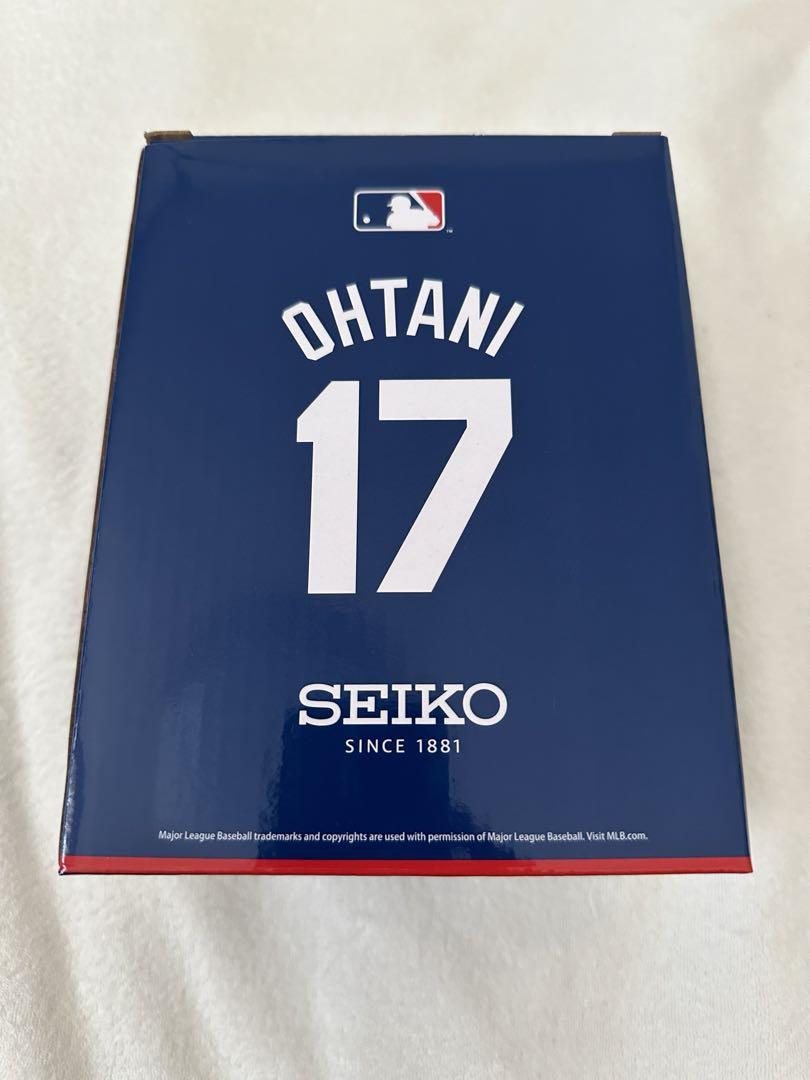 OHTANI
17
SEIKO
SINCE 1881
Major League Baseball trademarks and copyrights are used with permission of Major League Baseball. Visit MLB.com.